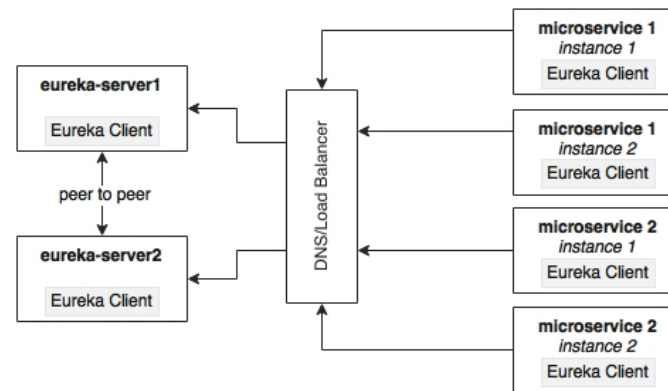 eureka-server1
Eureka Client
peer to peer
eureka-server2
Eureka Client
DNS/Load Balancer
microservice 1
instance 1
Eureka Client
microservice 1
instance 2
Eureka Client
microservice 2
instance 1
Eureka Client
microservice 2
instance 2
Eureka Client